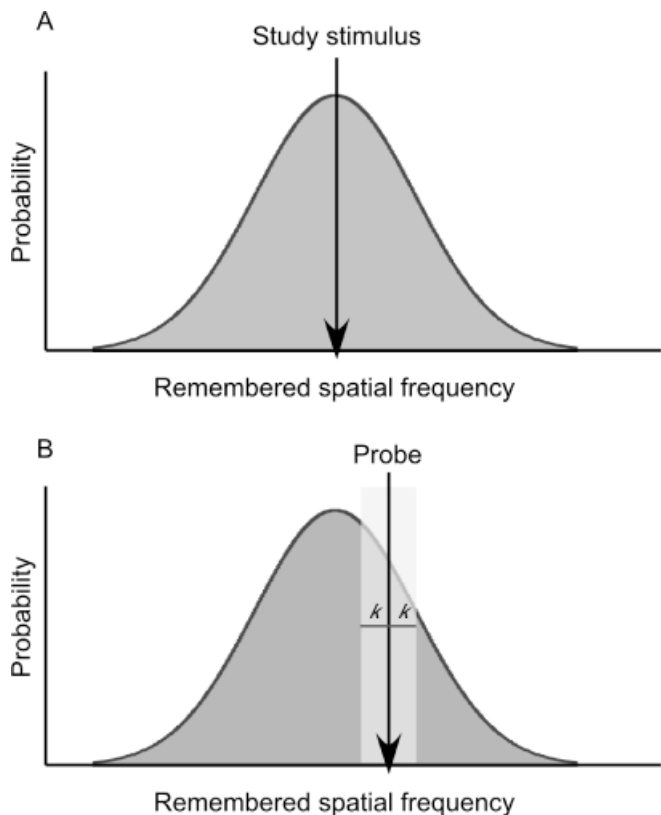 A
Study stimulus
Probability
Remembered spatial frequency
B
Probe
Probability
k k
Remembered spatial frequency